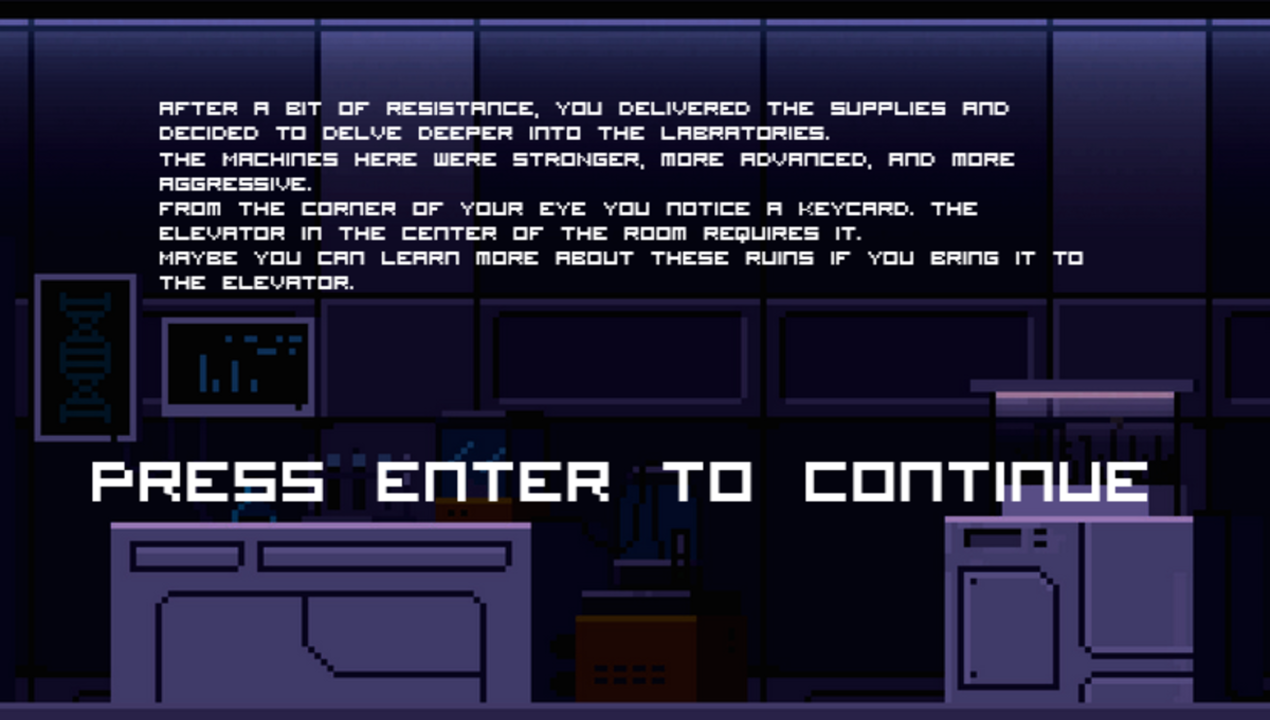 AFTER A BIT OF RESISTANCE, YOU DELIVERED THE SUPPLIES AND
DECIDED TO DELVE DEEPER INTO THE LABRATORIES.
THE MACHINES HERE WERE STRONGER, MORE ADVANCED, AND MORE
AGGRESSIVE.
FROM THE CORNER OF YOUR EYE YOU NOTICE A KEYCARD. THE
ELEVATOR IN THE CENTER OF THE ROOM REQUIRES IT.
MAYBE YOU CAN LEARN MORE ABOUT THESE RUINS IF YOU BRING IT TO
THE ELEVATOR.
PRESS ENTER TO CONTINUE